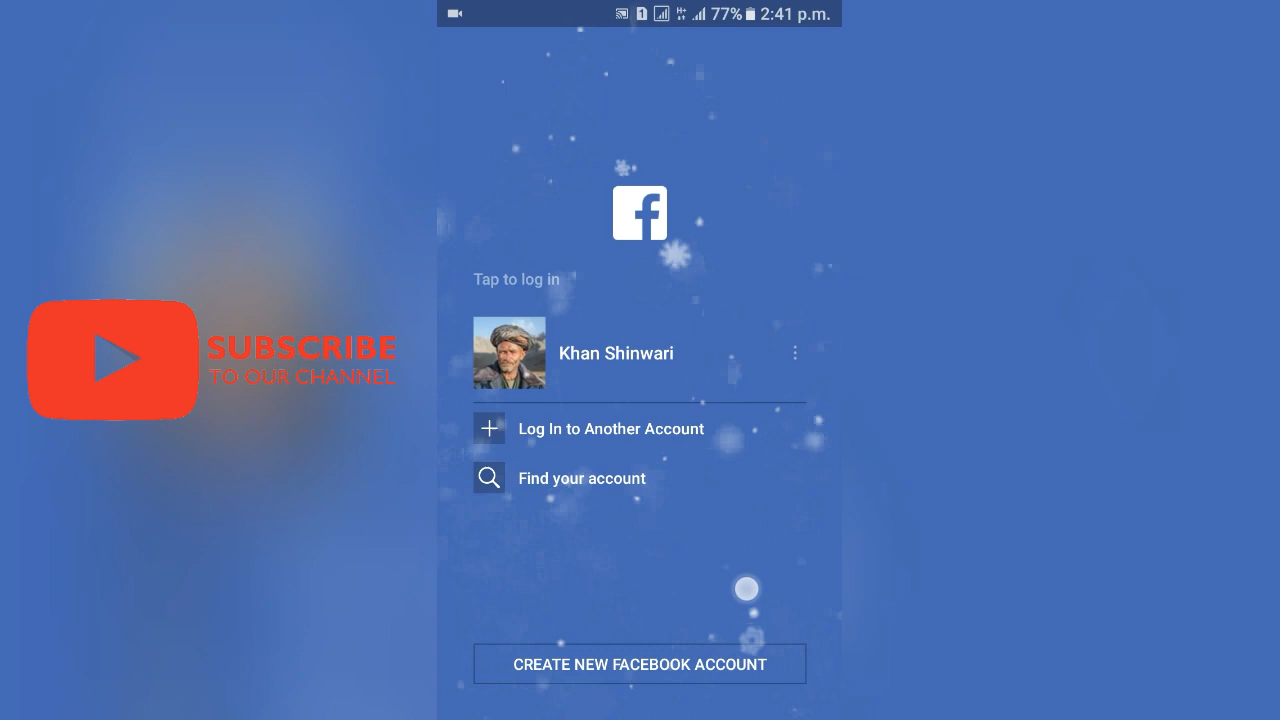 77% 2:41 p.m.
Tap to log in
Khan Shinwari
SUBSCRIBE
TO OUR CHANNEL
Log In to Another Account
Find your account
CREATE NEW FACEBOOK ACCOUNT